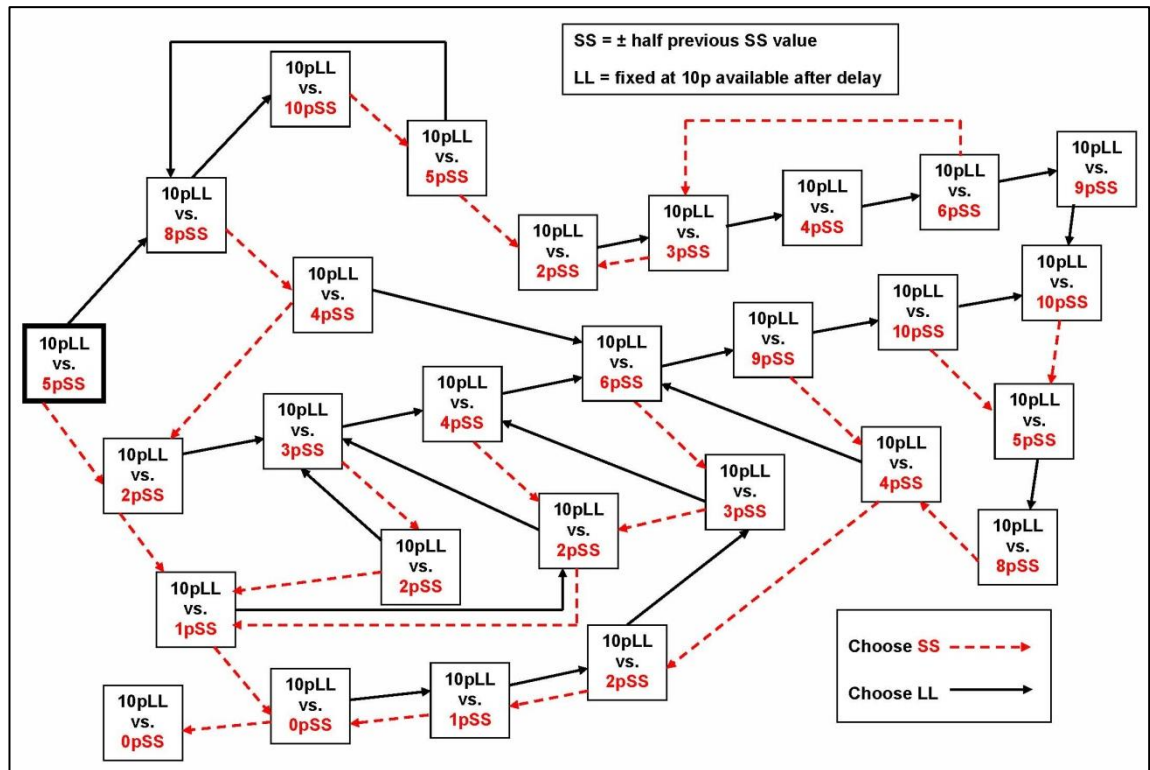 SS = ± half previous SS value
LL = fixed at 10p available after delay
10pLL
vs.
10pSS
10pLL
vs.
5pSS
10pLL
vs.
9pSS
10pLL
vs.
6pSS
10pLL
vs.
8pSS
10pLL
vs.
4pSS
10pLL
vs.
3pSS
10pLL
vs.
2pSS
10pLL
vs.
10pSS
10pLL
vs.
4pSS
10pLL
vs.
10pSS
10pLL
vs.
9pSS
10pLL
vs.
5pSS
10pLL
vs.
6pSS
10pLL
vs.
4pSS
10pLL
vs.
3pSS
10pLL
vs.
5pSS
10pLL
vs.
4pSS
10pLL
vs.
2pSS
10pLL
vs.
3pSS
10pLL
vs.
2pSS
10pLL
vs.
8pSS
10pLL
vs.
2pSS
10pLL
vs.
1pSS
10pLL
vs.
2pSS
Choose SS
Choose LL
10pLL
vs.
1pSS
10pLL
vs.
0pSS
10pLL
vs.
0pSS